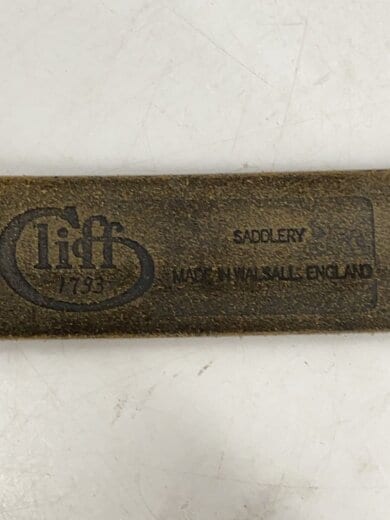 Cliff
1793
SADDLERY
MADE IN WALSALL, ENGLAND